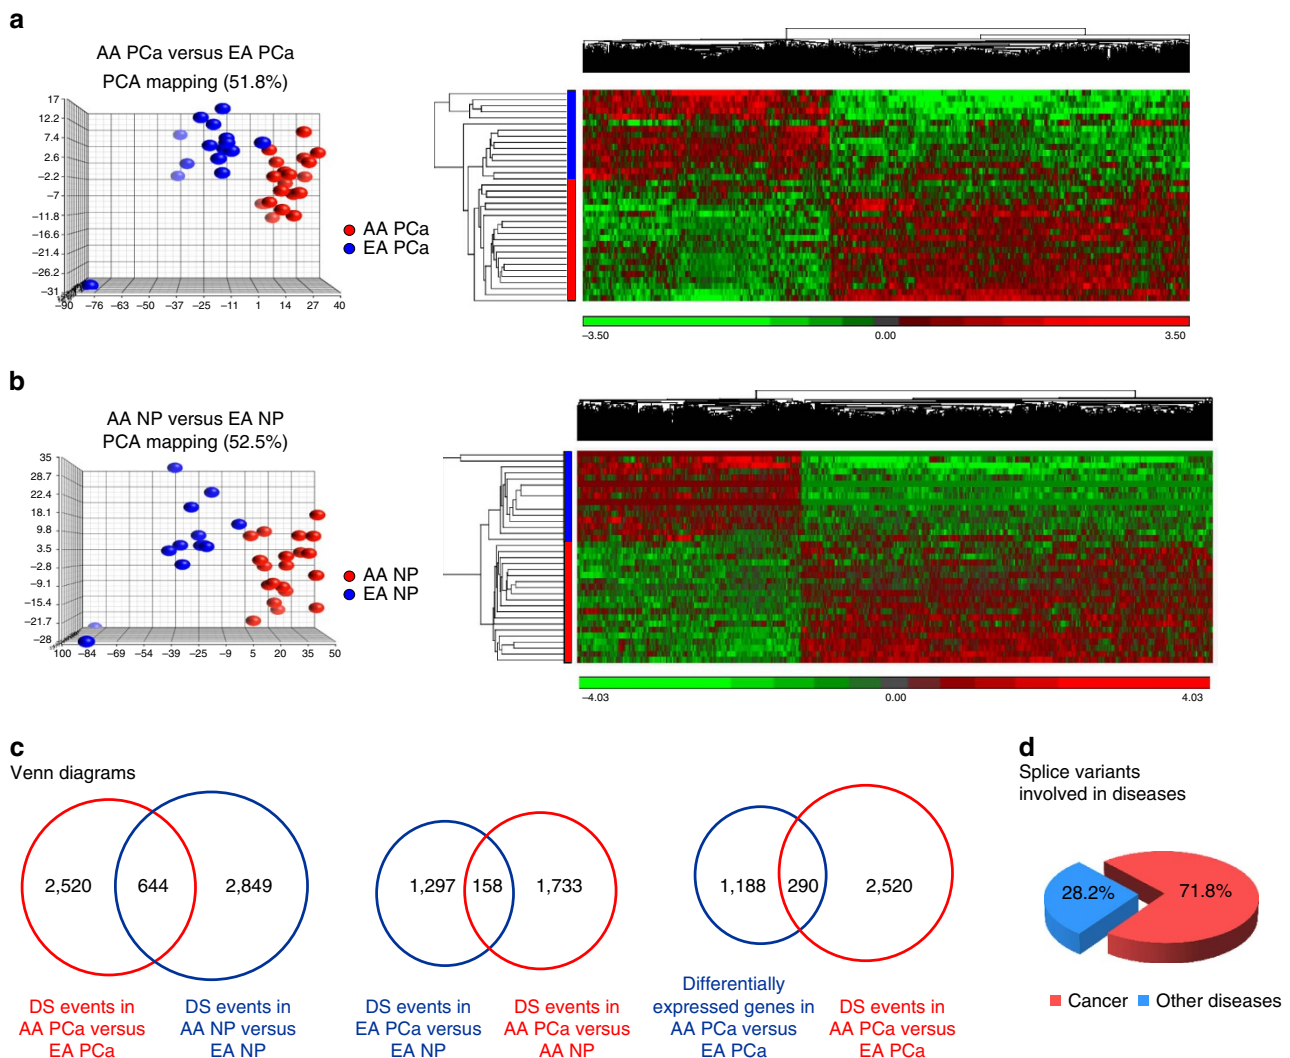 a
AA PCa versus EA PCa
PCA mapping (51.8%)
17
12.2
7.4
2.6
−2.2
−7
−11.8
−16.6
−21.4
−26.2
−31
−90 −76 −63 −50 −37 −25 −11 1 14 27 40
AA PCa
EA PCa
−3.50 0.00 3.50
b
AA NP versus EA NP
PCA mapping (52.5%)
35
28.7
22.4
18.1
9.8
3.5
−2.8
−9.1
−15.4
−21.7
−28
100 −84 −69 −54 −39 −25 −9 5 20 35 50
AA NP
EA NP
−4.03 0.00 4.03
c
Venn diagrams
2,520 644 2,849
DS events in
AA PCa versus
EA PCa
DS events in
AA NP versus
EA NP
1,297 158 1,733
DS events in
EA PCa versus
EA NP
DS events in
AA PCa versus
AA NP
1,188 290 2,520
Differentially
expressed genes in
AA PCa versus
EA PCa
DS events in
AA PCa versus
EA PCa
d
Splice variants
involved in diseases
28.2%
71.8%
Cancer
Other diseases